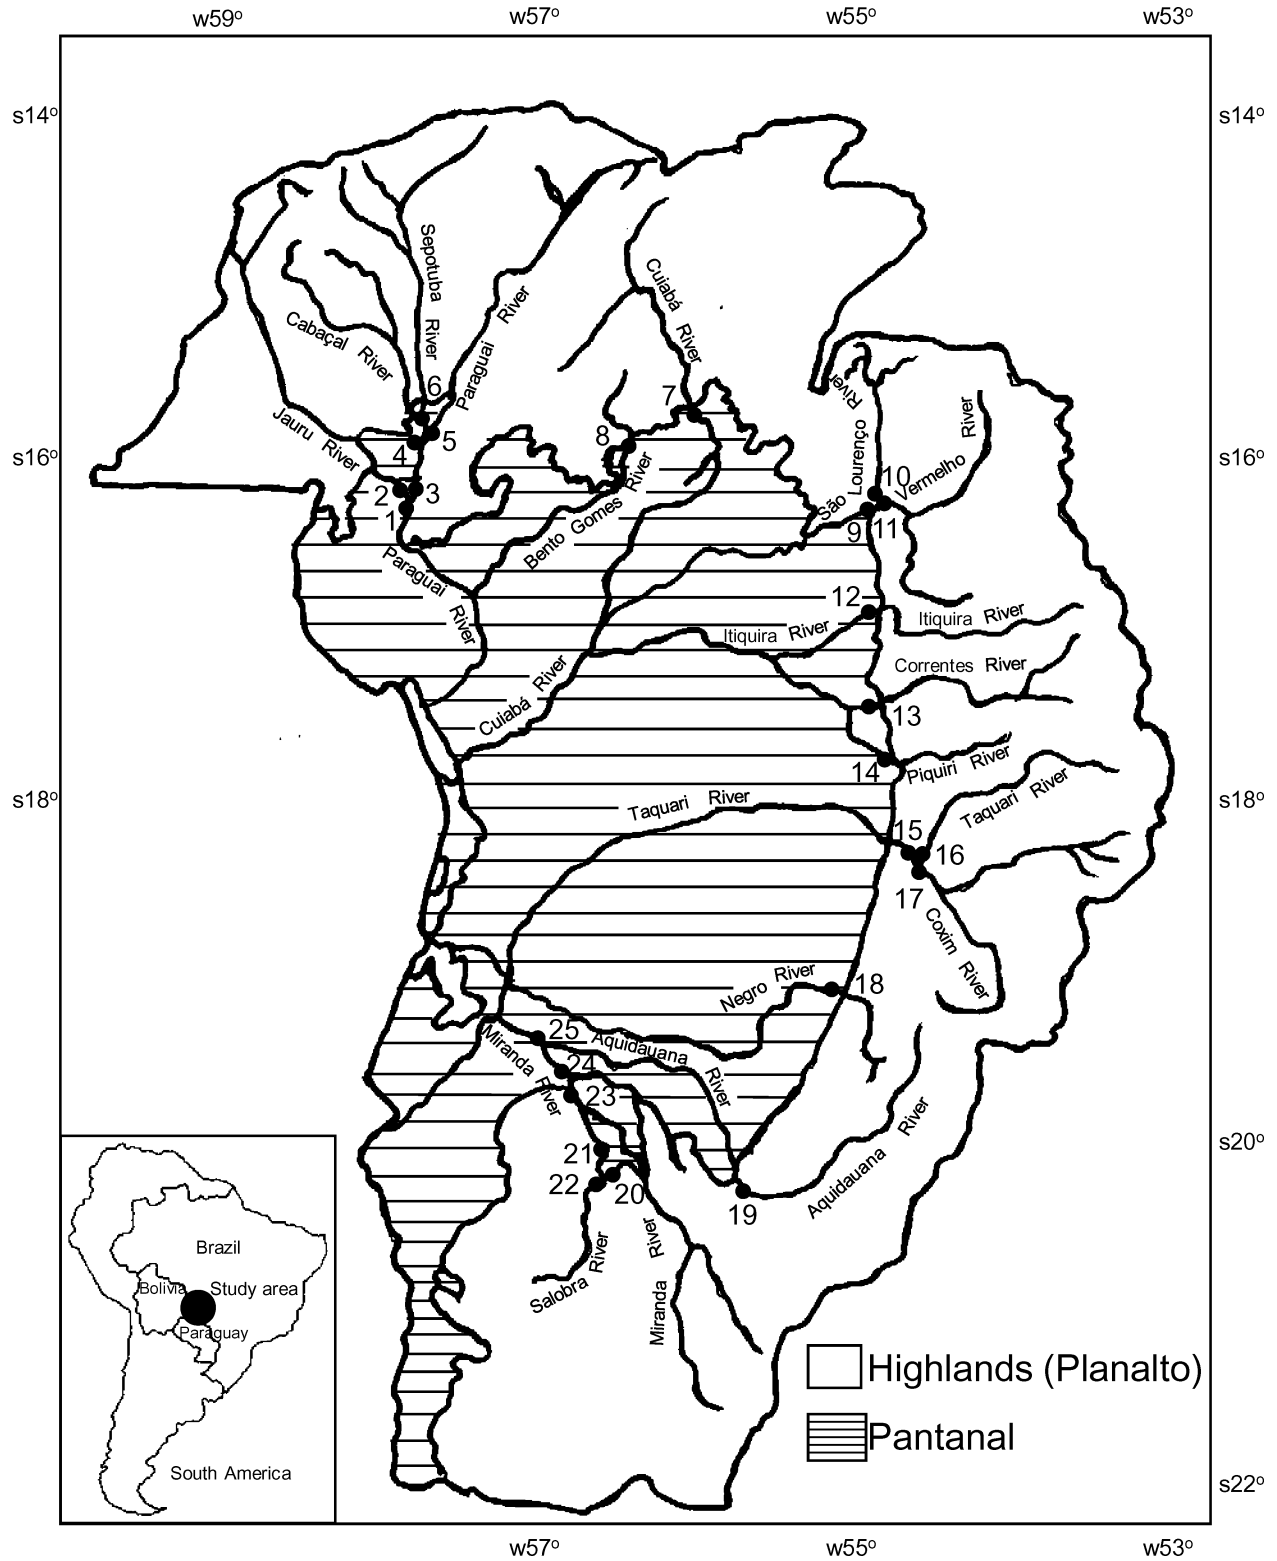 w59º w57º w55º w53º
s14º s14º
Sepotuba River
Cuiabá River
Cabaçal River
Paraguai River
6
7
River
Jauru River
5
4
8
s16º s16º
São Lourenço
River
Vermelho
10
2
3
1
9
11
Bento Gomes River
Paraguai River
12
Itiquira River
Itiquira River
Correntes River
Cuiabá River
13
14
Piquiri River
Taquari River
Taquari River
s18º s18º
15
16
17
Coxim River
Negro River
18
25
Aquidauana River
Miranda River
24
23
Aquidauana River
s20º
21
22
20
19
Salobra River
Miranda River
Brazil
Bolivia
Study area
Paraguay
South America
Highlands (Planalto)
Pantanal
s22º
w57º w55º w53º